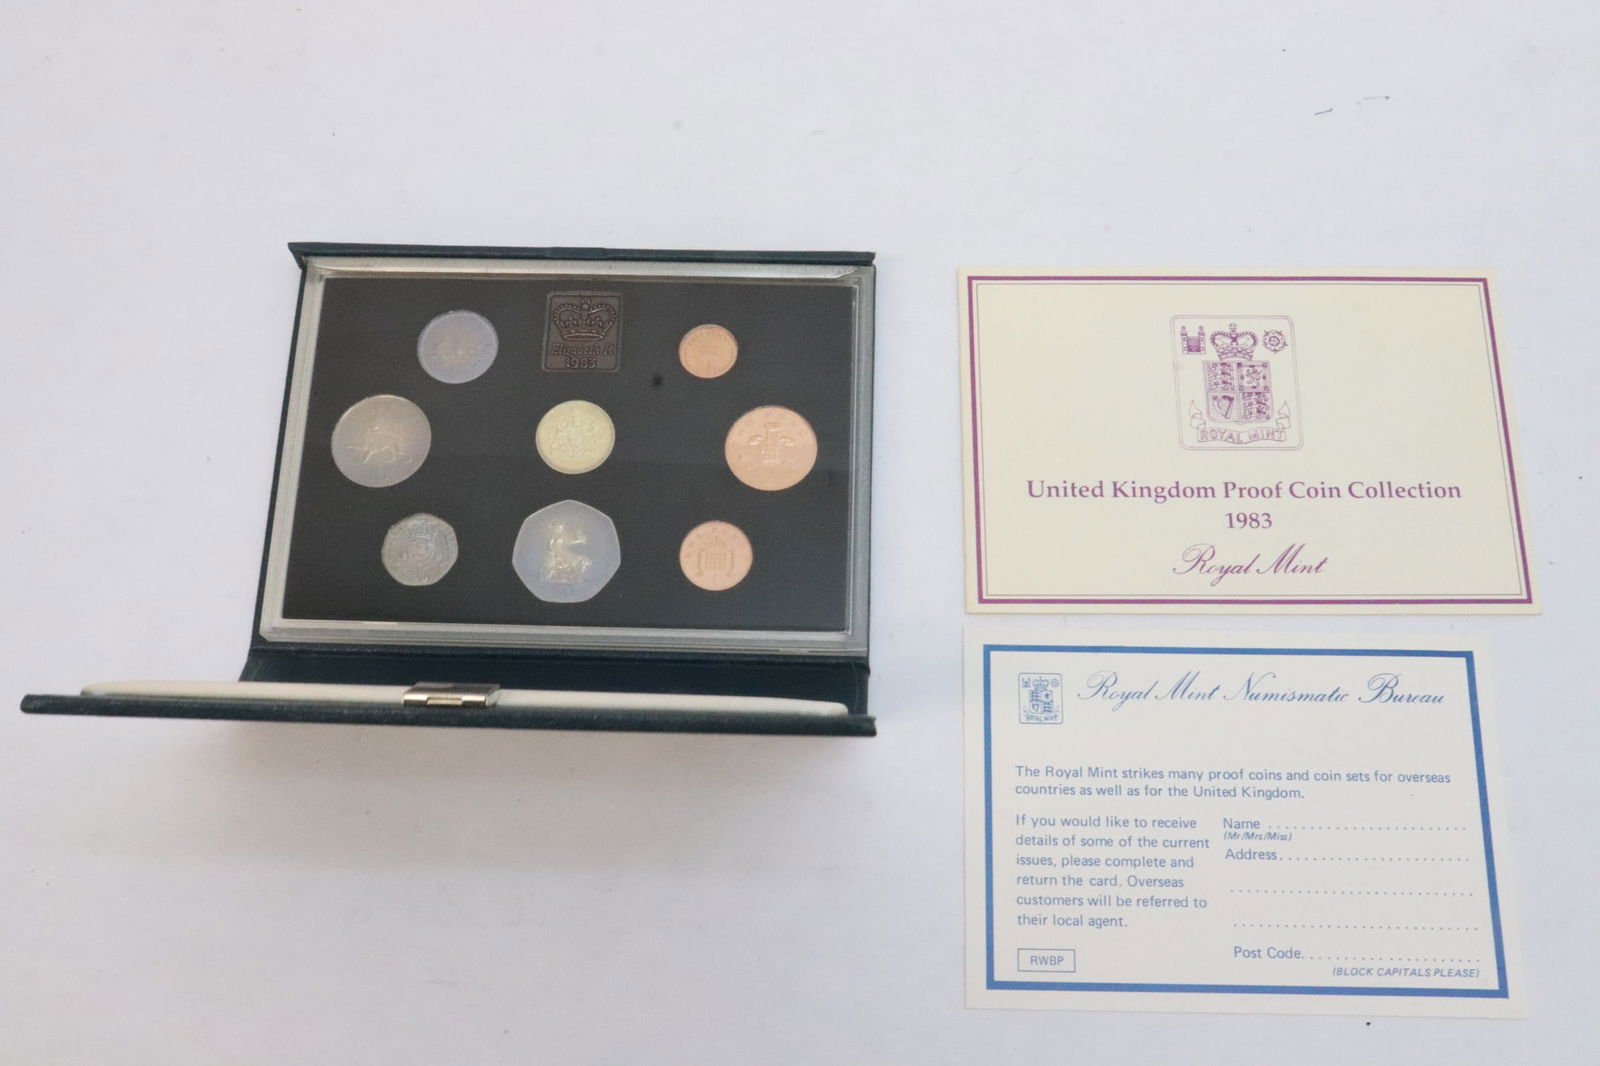 Elizabeth R
1983
10
2
ROYAL MINT
United Kingdom Proof Coin Collection
1983
Royal Mint
ROYAL MINT
Royal Mint Numismatic Bureau
The Royal Mint strikes many proof coins and coin sets for overseas
countries as well as for the United Kingdom.
If you would like to receive
details of some of the current
issues, please complete and
return the card. Overseas
customers will be referred to
their local agent.
RWBP
Name
(Mr/Mrs/Miss)
Address
Post Code
(BLOCK CAPITALS PLEASE)